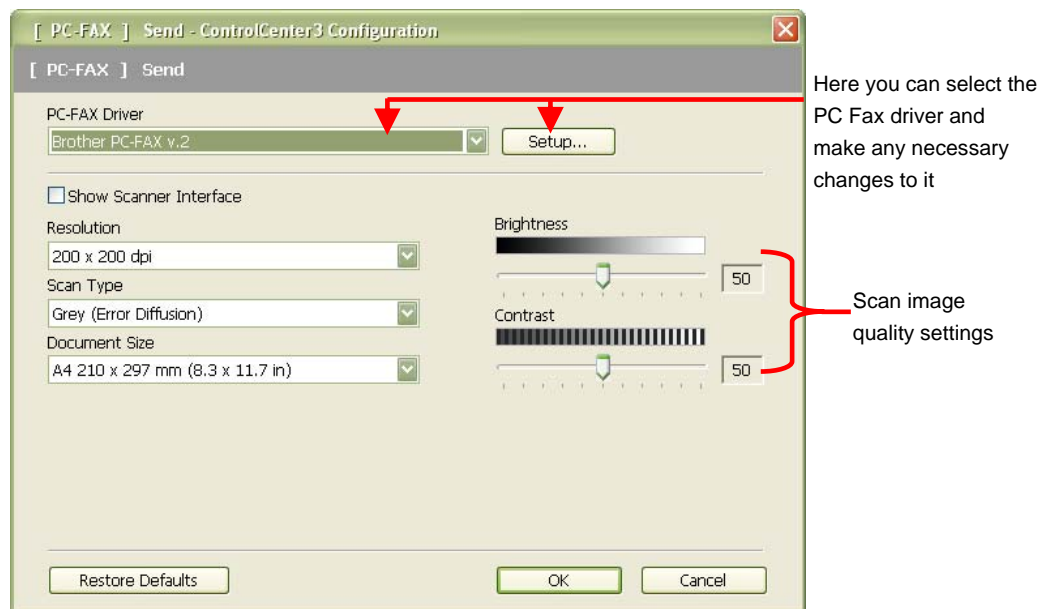 [ PC-FAX ] Send - ControlCenter3 Configuration
[ PC-FAX ] Send
PC-FAX Driver
Brother PC-FAX v.2
Setup...
Here you can select the
PC Fax driver and
make any necessary
changes to it
Show Scanner Interface
Resolution
200 x 200 dpi
Scan Type
Grey (Error Diffusion)
Document Size
A4 210 x 297 mm (8.3 x 11.7 in)
Brightness
50
Contrast
50
Scan image
quality settings
Restore Defaults
OK
Cancel